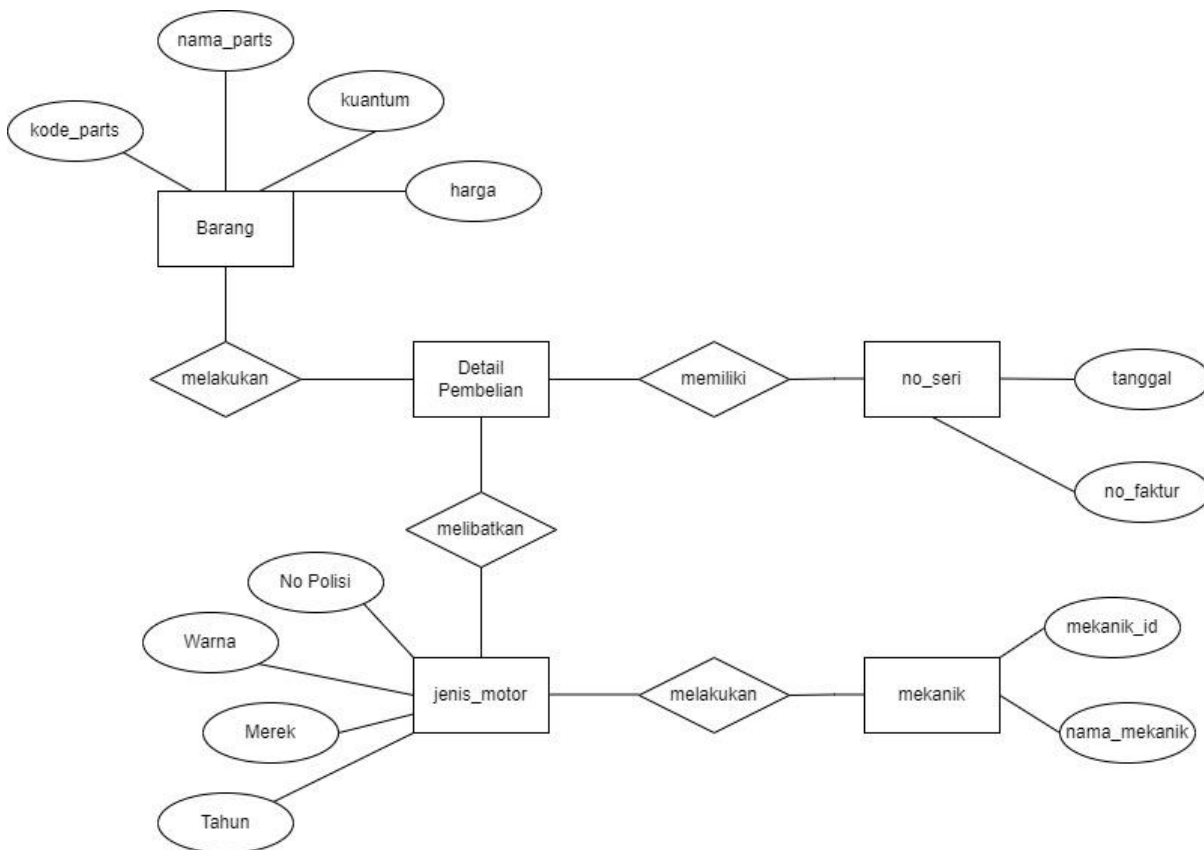 nama_parts
kuantum
kode_parts
harga
Barang
melakukan
Detail
Pembelian
memiliki
no_seri
tanggal
no_faktur
melibatkan
No Polisi
Warna
jenis_motor
Merek
Tahun
melakukan
mekanik
mekanik_id
nama_mekanik